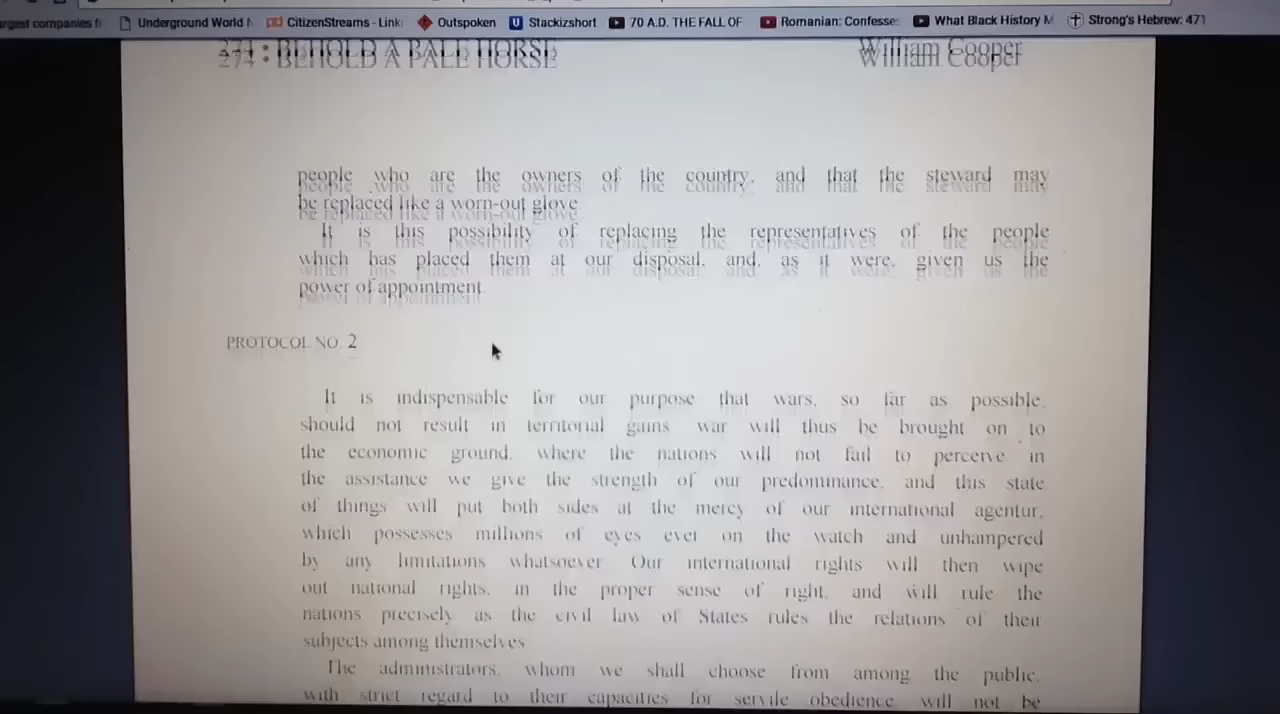 argest companies fi Underground World N CitizenStreams - Link Outspoken Stackizshort 70 A.D. THE FALL OF Romanian: Confesse Ib What Black History M Strong's Hebrew: 471
: BEHOLD A PALE HORSE William Cooper
people who are the owners of the country, and that the steward may
be replaced like a worn-out glove
It is this possibility of replacing the representatives of the people
which has placed them at our disposal, and, as it were, given us the
power of appointment
PROTOCOL NO. 2
It is indispensable for our purpose that wars, so far as possible,
should not result in territorial gains war will thus be brought on to
the economic ground, where the nations will not fail to perceive in
the assistance we give the strength of our predominance, and this state
of things will put both sides at the mercy of our international agentur,
which possesses millions of eyes ever on the watch and unhampered
by any limitations whatsoever Our international rights will then wipe
out national rights, in the proper sense of right, and will rule the
nations precisely as the civil law of States rules the relations of their
subjects among themselves
The administrators, whom we shall choose from among the public,
with strict regard to their capacities for servile obedience will not be